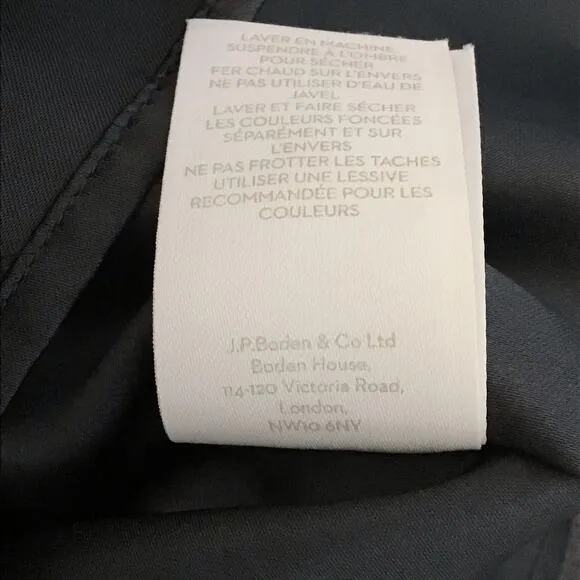 LAVER EN MACHINE
SUSPENDRE À L'OMBRE
POUR SÉCHER
FER CHAUD SUR L'ENVERS
NE PAS UTILISER D'EAU DE
JAVEL
LAVER ET FAIRE SÉCHER
LES COULEURS FONCÉES
SÉPARÉMENT ET SUR
L'ENVERS
NE PAS FROTTER LES TACHES
UTILISER UNE LESSIVE
RECOMMANDÉE POUR LES
COULEURS
J.P.Boden & Co Ltd
Boden House,
114-120 Victoria Road,
London,
NW10 6NY